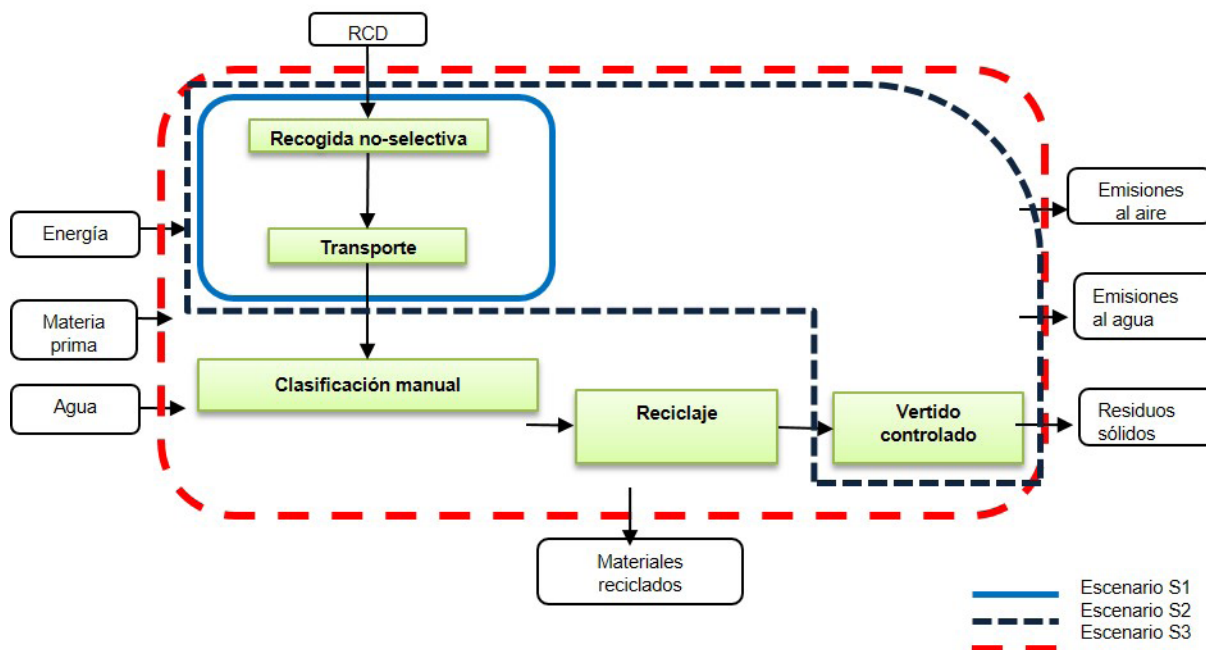 RCD
Recogida no-selectiva
Transporte
Energía
Materia
prima
Agua
Clasificación manual
Reciclaje
Vertido
controlado
Emisiones
al aire
Emisiones
al agua
Residuos
sólidos
Materiales
reciclados
Escenario S1
Escenario S2
Escenario S3